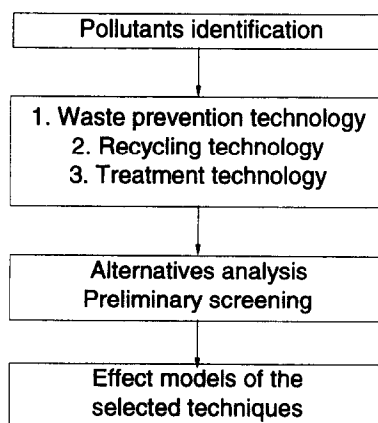 Pollutants identification
1. Waste prevention technology
2. Recycling technology
3. Treatment technology
Alternatives analysis
Preliminary screening
Effect models of the
selected techniques